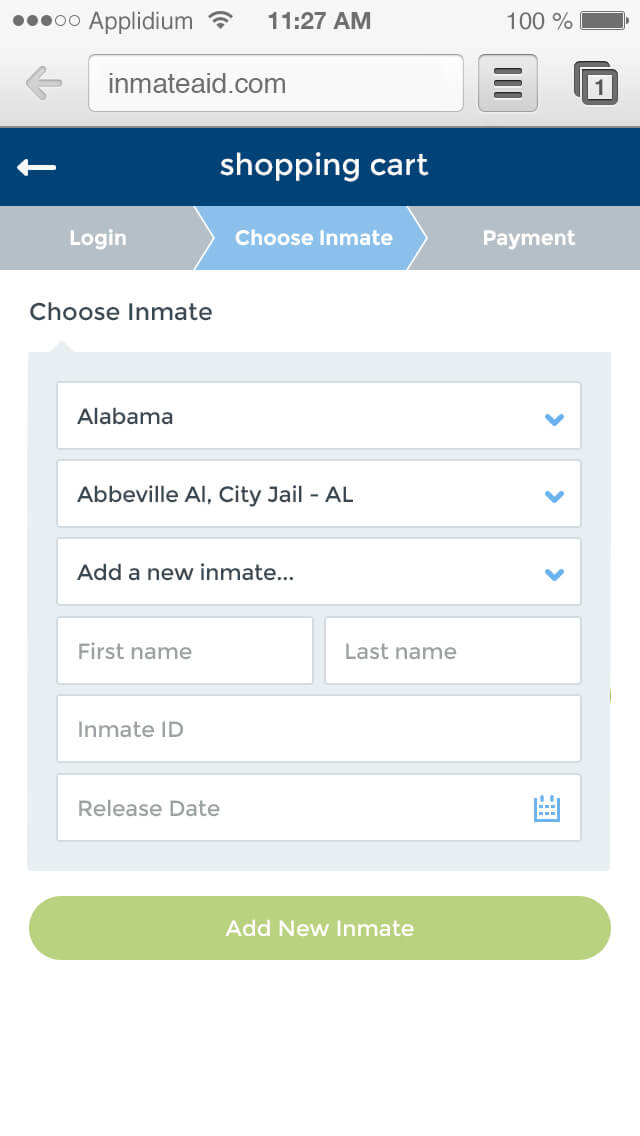 Applidium 11:27 AM 100 %
inmateaid.com 1
shopping cart
Login Choose Inmate Payment
Choose Inmate
Alabama
Abbeville Al, City Jail - AL
Add a new inmate...
First name Last name
Inmate ID
Release Date
Add New Inmate